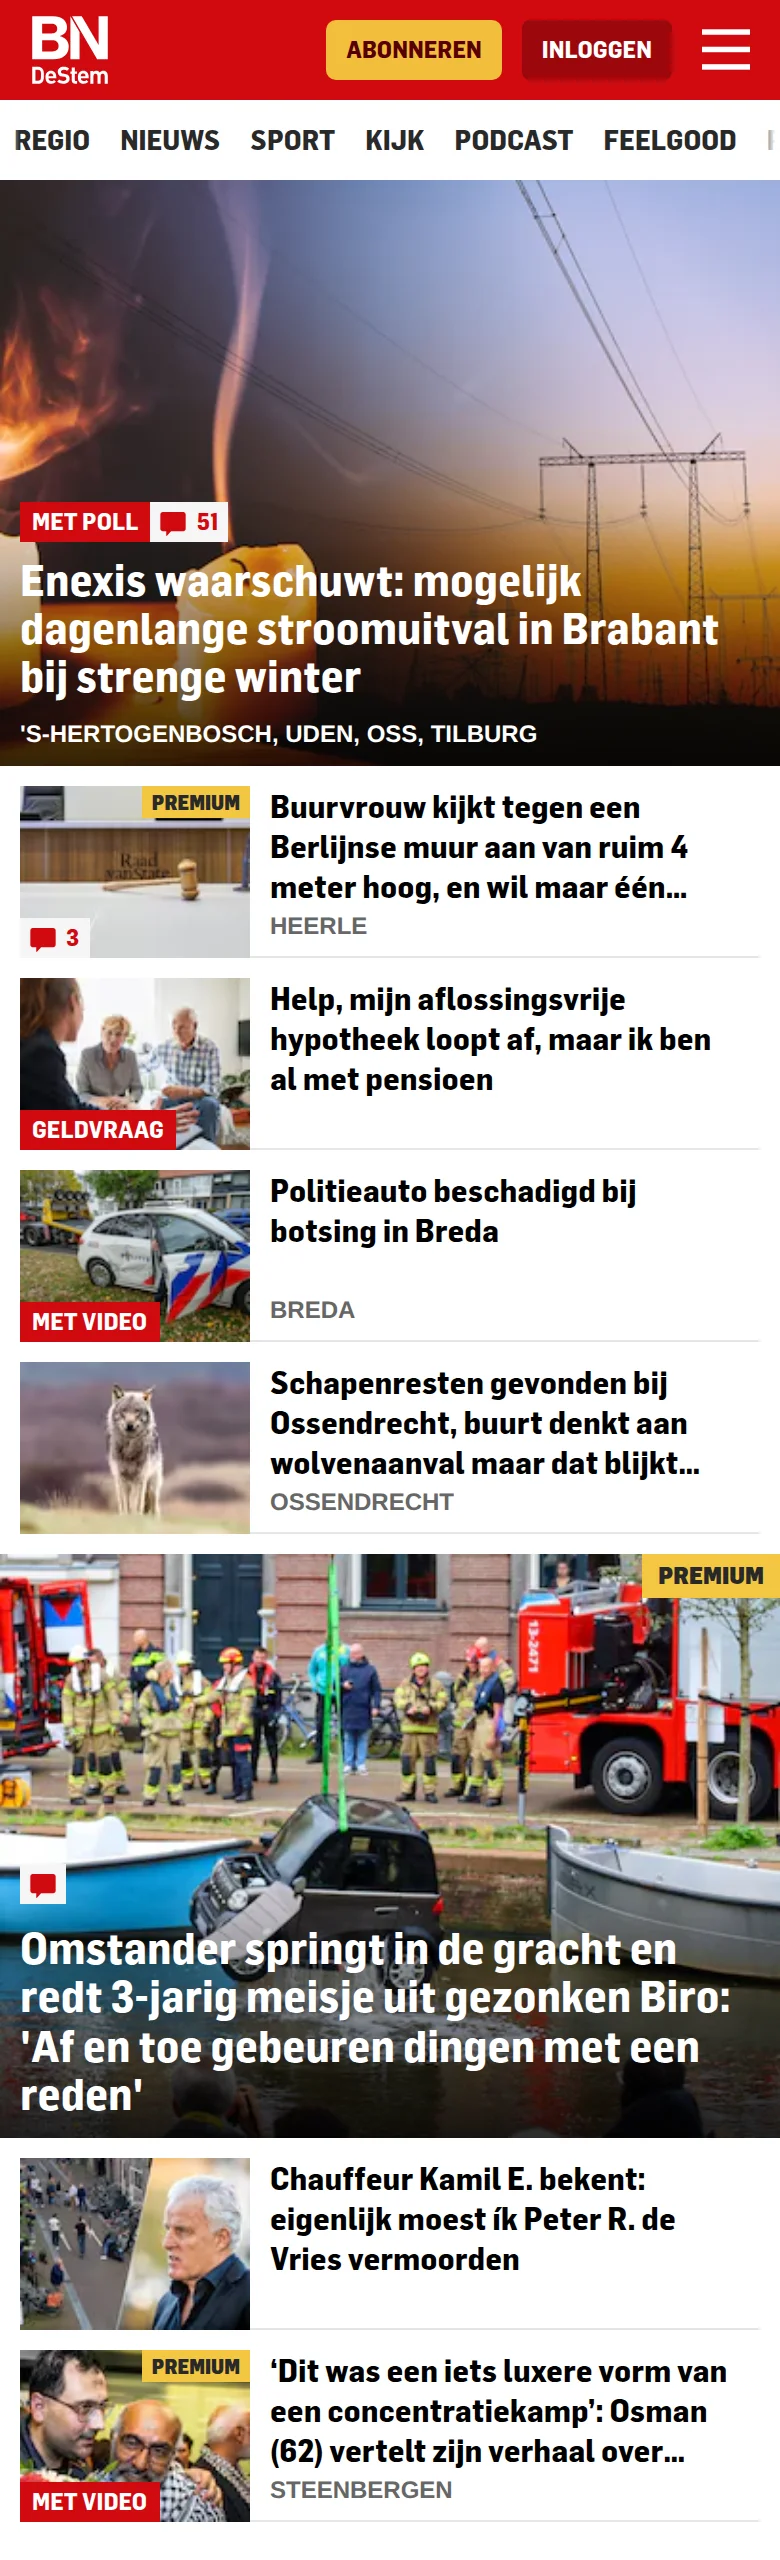 BN
DeStem
ABONNEREN
INLOGGEN
REGIO NIEUWS SPORT KIJK PODCAST FEELGOOD
MET POLL 51
Enexis waarschuwt: mogelijk
dagenlange stroomuitval in Brabant
bij strenge winter
'S-HERTOGENBOSCH, UDEN, OSS, TILBURG
PREMIUM
Raad
vanState
3
Buurvrouw kijkt tegen een
Berlijnse muur aan van ruim 4
meter hoog, en wil maar één...
HEERLE
GELDVRAAG
Help, mijn aflossingsvrije
hypotheek loopt af, maar ik ben
al met pensioen
MET VIDEO
Politieauto beschadigd bij
botsing in Breda
BREDA
Schapenresten gevonden bij
Ossendrecht, buurt denkt aan
wolvenaanval maar dat blijkt...
OSSENDRECHT
PREMIUM
13-2471
Omstander springt in de gracht en
redt 3-jarig meisje uit gezonken Biro:
'Af en toe gebeuren dingen met een
reden'
Chauffeur Kamil E. bekent:
eigenlijk moest ík Peter R. de
Vries vermoorden
PREMIUM
MET VIDEO
‘Dit was een iets luxere vorm van
een concentratiekamp’: Osman
(62) vertelt zijn verhaal over...
STEENBERGEN